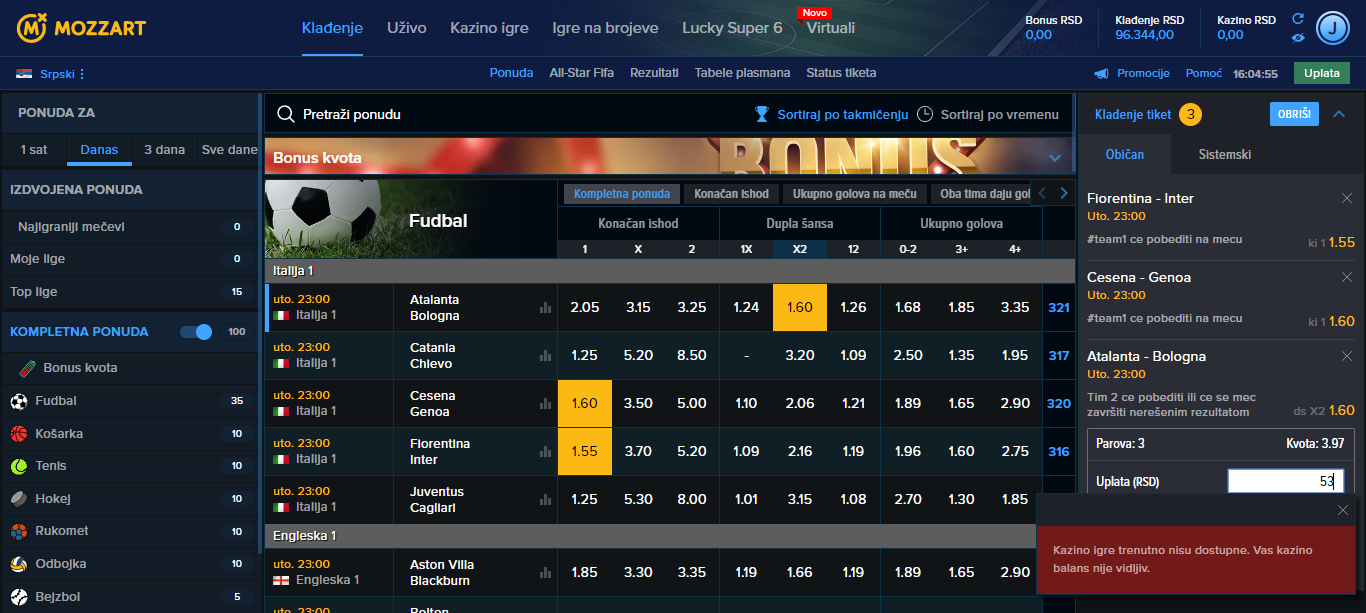 MOZZART
Klađenje
Uživo
Kazino igre
Igre na brojeve
Lucky Super 6
Novo
Virtuali
Bonus RSD
0,00
Klađenje RSD
96.344,00
Kazino RSD
0,00
J
Srpski
Ponuda
All-Star Fifa
Rezultati
Tabele plasmana
Status tiketa
Promocije
Pomoć
16:04:55
Uplata
PONUDA ZA
1 sat
Danas
3 dana
Sve dane
IZDVOJENA PONUDA
Najigraniji mečevi 0
Moje lige 0
Top lige 15
KOMPLETNA PONUDA 100
Bonus kvota
Fudbal 35
Košarka 10
Tenis 10
Hokej 10
Rukomet 10
Odbojka 10
Bejzbol 5
Pretraži ponudu
Sortiraj po takmičenju
Sortiraj po vremenu
Bonus kvota
BONUS
Fudbal
Kompletna ponuda
Konačan ishod
Ukupno golova na meču
Oba tima daju gol
Konačan ishod
Dupla šansa
Ukupno golova
1 X 2 1X X2 12 0-2 3+ 4+
Italija 1
uto. 23:00
Italija 1
Atalanta
Bologna
2.05 3.15 3.25 1.24 1.60 1.26 1.68 1.85 3.35 321
uto. 23:00
Italija 1
Catania
Chievo
1.25 5.20 8.50 - 3.20 1.09 2.50 1.35 1.95 317
uto. 23:00
Italija 1
Cesena
Genoa
1.60 3.50 5.00 1.10 2.06 1.21 1.89 1.65 2.90 320
uto. 23:00
Italija 1
Fiorentina
Inter
1.55 3.70 5.20 1.09 2.16 1.19 1.96 1.60 2.75 316
uto. 23:00
Italija 1
Juventus
Cagliari
1.25 5.30 8.00 1.01 3.15 1.08 2.70 1.30 1.85
Engleska 1
uto. 23:00
Engleska 1
Aston Villa
Blackburn
1.85 3.30 3.35 1.19 1.66 1.19 1.89 1.65 2.90
uto. 23:00
Bolton
Klađenje tiket 3
OBRIŠI
Običan
Sistemski
Fiorentina - Inter
Uto. 23:00
#team1 ce pobediti na mecu
ki 1 1.55
Cesena - Genoa
Uto. 23:00
#team1 ce pobediti na mecu
ki 1 1.60
Atalanta - Bologna
Uto. 23:00
Tim 2 ce pobediti ili ce se mec
završiti nerešenim rezultatom
ds X2 1.60
Parova: 3
Kvota: 3.97
Uplata (RSD)
53
Kazino igre trenutno nisu dostupne. Vas kazino
balans nije vidljiv.